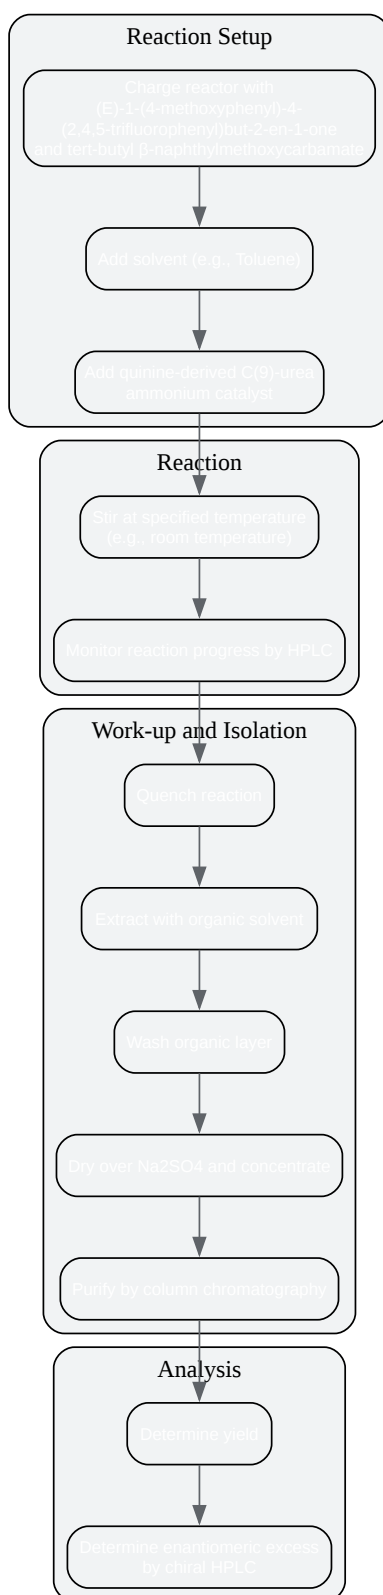 Reaction Setup
Charge reactor with
(E)-1-(4-methoxyphenyl)-4-
(2,4,5-trifluorophenyl)but-2-en-1-one
and tert-butyl β-naphthylmethoxycarbamate
Add solvent (e.g., Toluene)
Add quinine-derived C(9)-urea
ammonium catalyst
Reaction
Stir at specified temperature
(e.g., room temperature)
Monitor reaction progress by HPLC
Work-up and Isolation
Quench reaction
Extract with organic solvent
Wash organic layer
Dry over Na2SO4 and concentrate
Purify by column chromatography
Analysis
Determine yield
Determine enantiomeric excess
by chiral HPLC